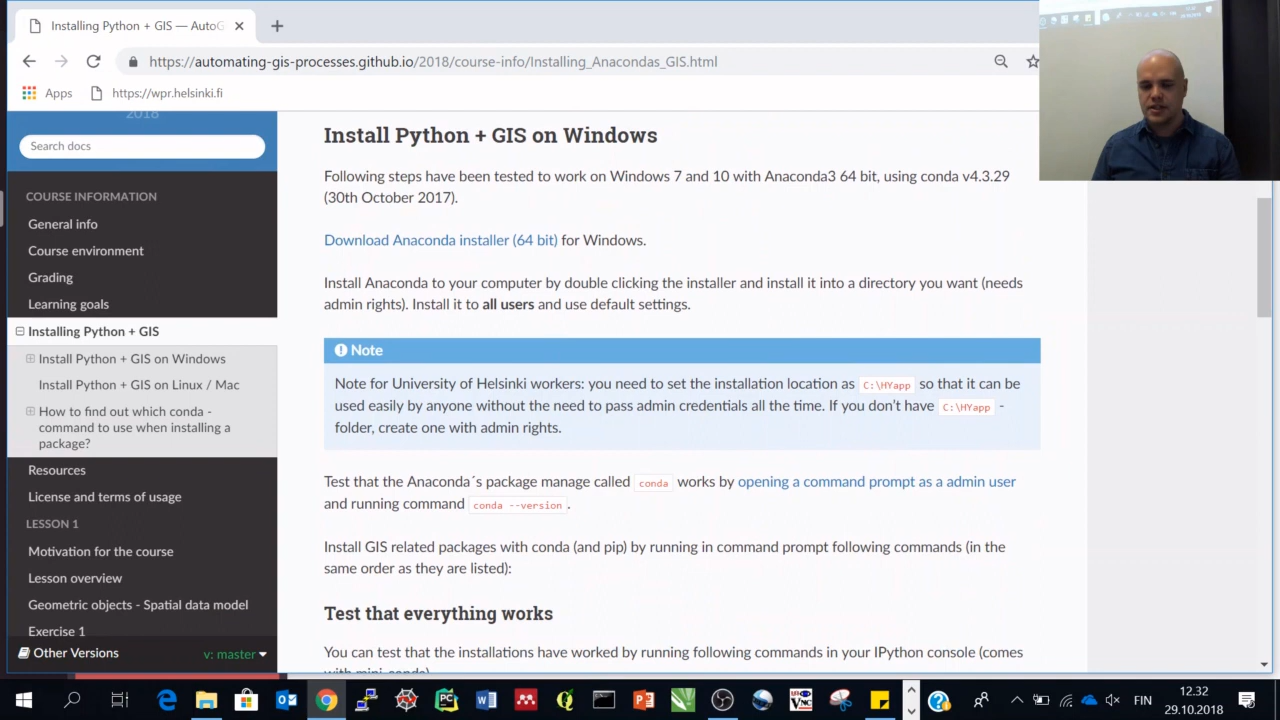 Installing Python + GIS — AutoG
https://automating-gis-processes.github.io/2018/course-info/Installing_Anacondas_GIS.html
Apps
https://wpr.helsinki.fi
2018
Search docs
COURSE INFORMATION
General info
Course environment
Grading
Learning goals
Installing Python + GIS
Install Python + GIS on Windows
Install Python + GIS on Linux / Mac
How to find out which conda -
command to use when installing a
package?
Resources
License and terms of usage
LESSON 1
Motivation for the course
Lesson overview
Geometric objects - Spatial data model
Exercise 1
Other Versions
v: master
Install Python + GIS on Windows
Following steps have been tested to work on Windows 7 and 10 with Anaconda3 64 bit, using conda v4.3.29
(30th October 2017).
Download Anaconda installer (64 bit) for Windows.
Install Anaconda to your computer by double clicking the installer and install it into a directory you want (needs
admin rights). Install it to all users and use default settings.
Note
Note for University of Helsinki workers: you need to set the installation location as C:\HYapp so that it can be
used easily by anyone without the need to pass admin credentials all the time. If you don't have C:\HYapp -
folder, create one with admin rights.
Test that the Anaconda´s package manage called conda works by opening a command prompt as a admin user
and running command conda --version .
Install GIS related packages with conda (and pip) by running in command prompt following commands (in the
same order as they are listed):
Test that everything works
You can test that the installations have worked by running following commands in your IPython console (comes
with mini-conda)
FIN
12.32
29.10.2018